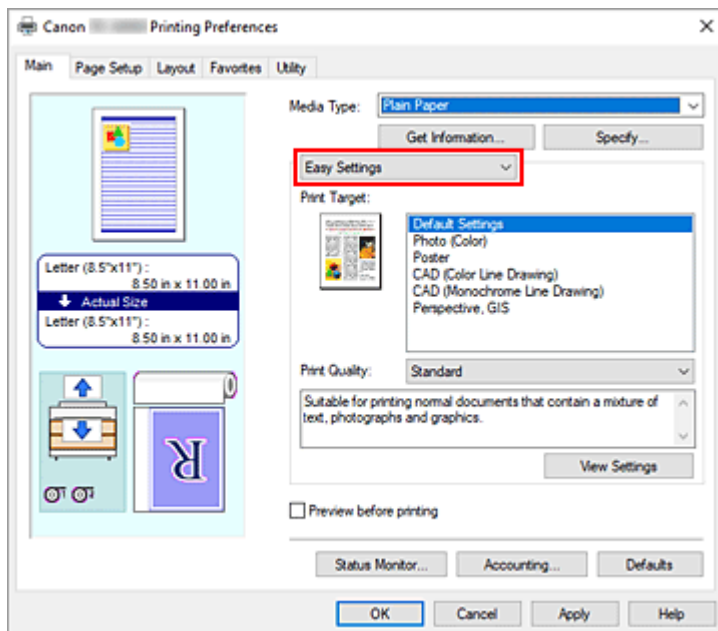 Canon Printing Preferences
Main Page Setup Layout Favorites Utility
Media Type: Plain Paper
Get Information... Specify...
Easy Settings
Print Target:
Default Settings
Photo (Color)
Poster
CAD (Color Line Drawing)
CAD (Monochrome Line Drawing)
Perspective, GIS
Letter (8.5"x11") :
8.50 in x 11.00 in
Actual Size
Letter (8.5"x11") :
8.50 in x 11.00 in
Print Quality: Standard
Suitable for printing normal documents that contain a mixture of
text, photographs and graphics.
R
View Settings
Preview before printing
Status Monitor... Accounting... Defaults
OK Cancel Apply Help